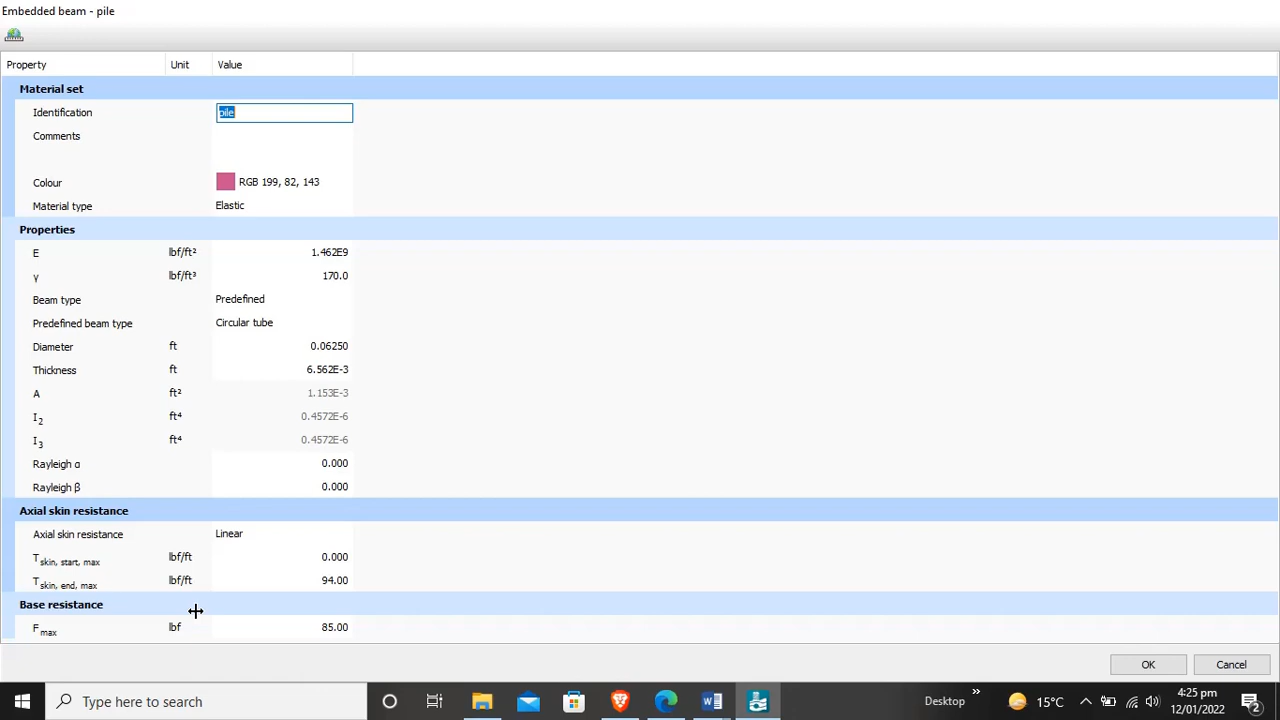 Embedded beam - pile
Property Unit Value
Material set
Identification pile
Comments
Colour RGB 199, 82, 143
Material type Elastic
Properties
E lbf/ft² 1.462E9
γ lbf/ft³ 170.0
Beam type Predefined
Predefined beam type Circular tube
Diameter ft 0.06250
Thickness ft 6.562E-3
A ft² 1.153E-3
I2 ft⁴ 0.4572E-6
I3 ft⁴ 0.4572E-6
Rayleigh α 0.000
Rayleigh β 0.000
Axial skin resistance
Axial skin resistance Linear
Tskin, start, max lbf/ft 0.000
Tskin, end, max lbf/ft 94.00
Base resistance
Fmax lbf 85.00
OK Cancel
Type here to search Desktop 15°C 4:25 pm
12/01/2022 2